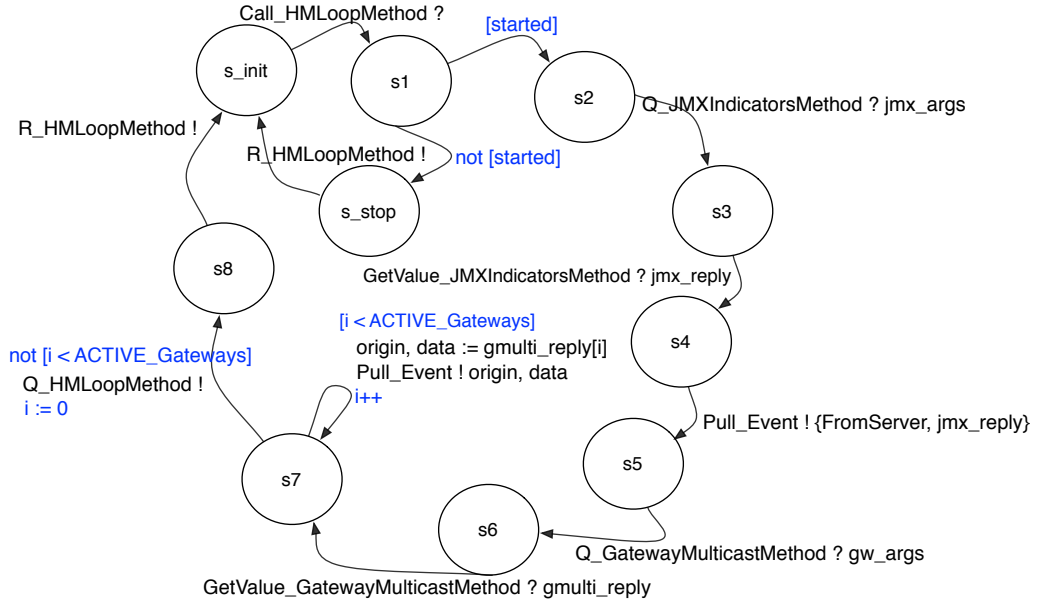 Call_HMLoopMethod ?
[started]
s_init
s1
s2
Q_JMXIndicatorsMethod ? jmx_args
R_HMLoopMethod !
R_HMLoopMethod !
not [started]
s_stop
s3
s8
GetValue_JMXIndicatorsMethod ? jmx_reply
[i < ACTIVE_Gateways]
origin, data := gmulti_reply[i]
Pull_Event ! origin, data
i++
s4
not [i < ACTIVE_Gateways]
Q_HMLoopMethod !
i := 0
Pull_Event ! {FromServer, jmx_reply}
s5
s7
s6
Q_GatewayMulticastMethod ? gw_args
GetValue_GatewayMulticastMethod ? gmulti_reply